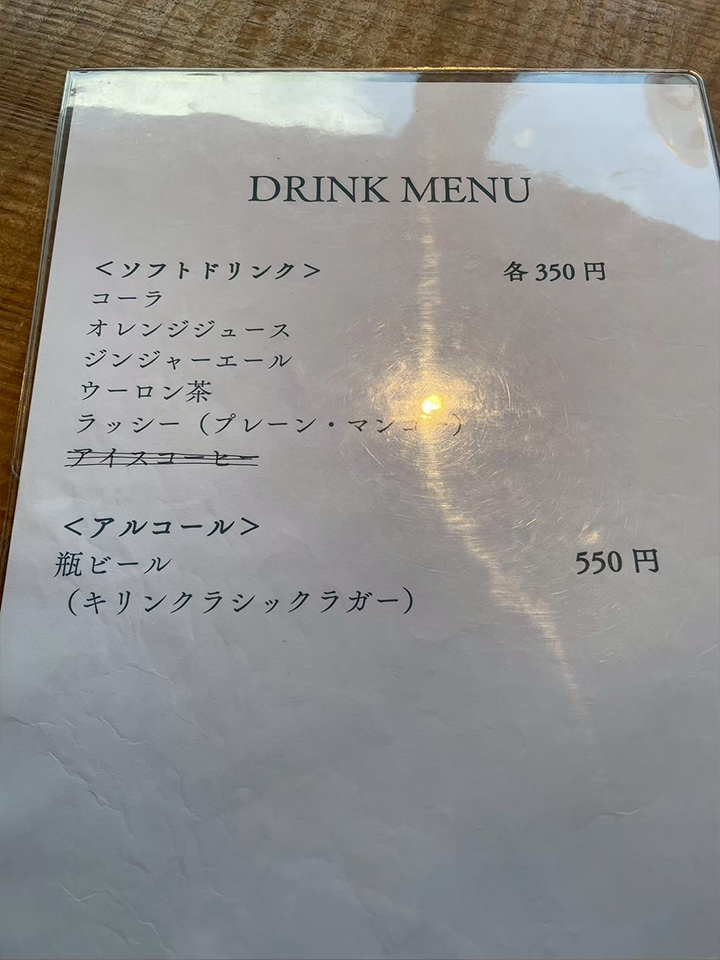 DRINK MENU
<ソフトドリンク> 各 350 円
コーラ
オレンジジュース
ジンジャーエール
ウーロン茶
ラッシー（プレーン・マンゴー）
アイスコーヒー
<アルコール>
瓶ビール 550 円
（キリンクラシックラガー）